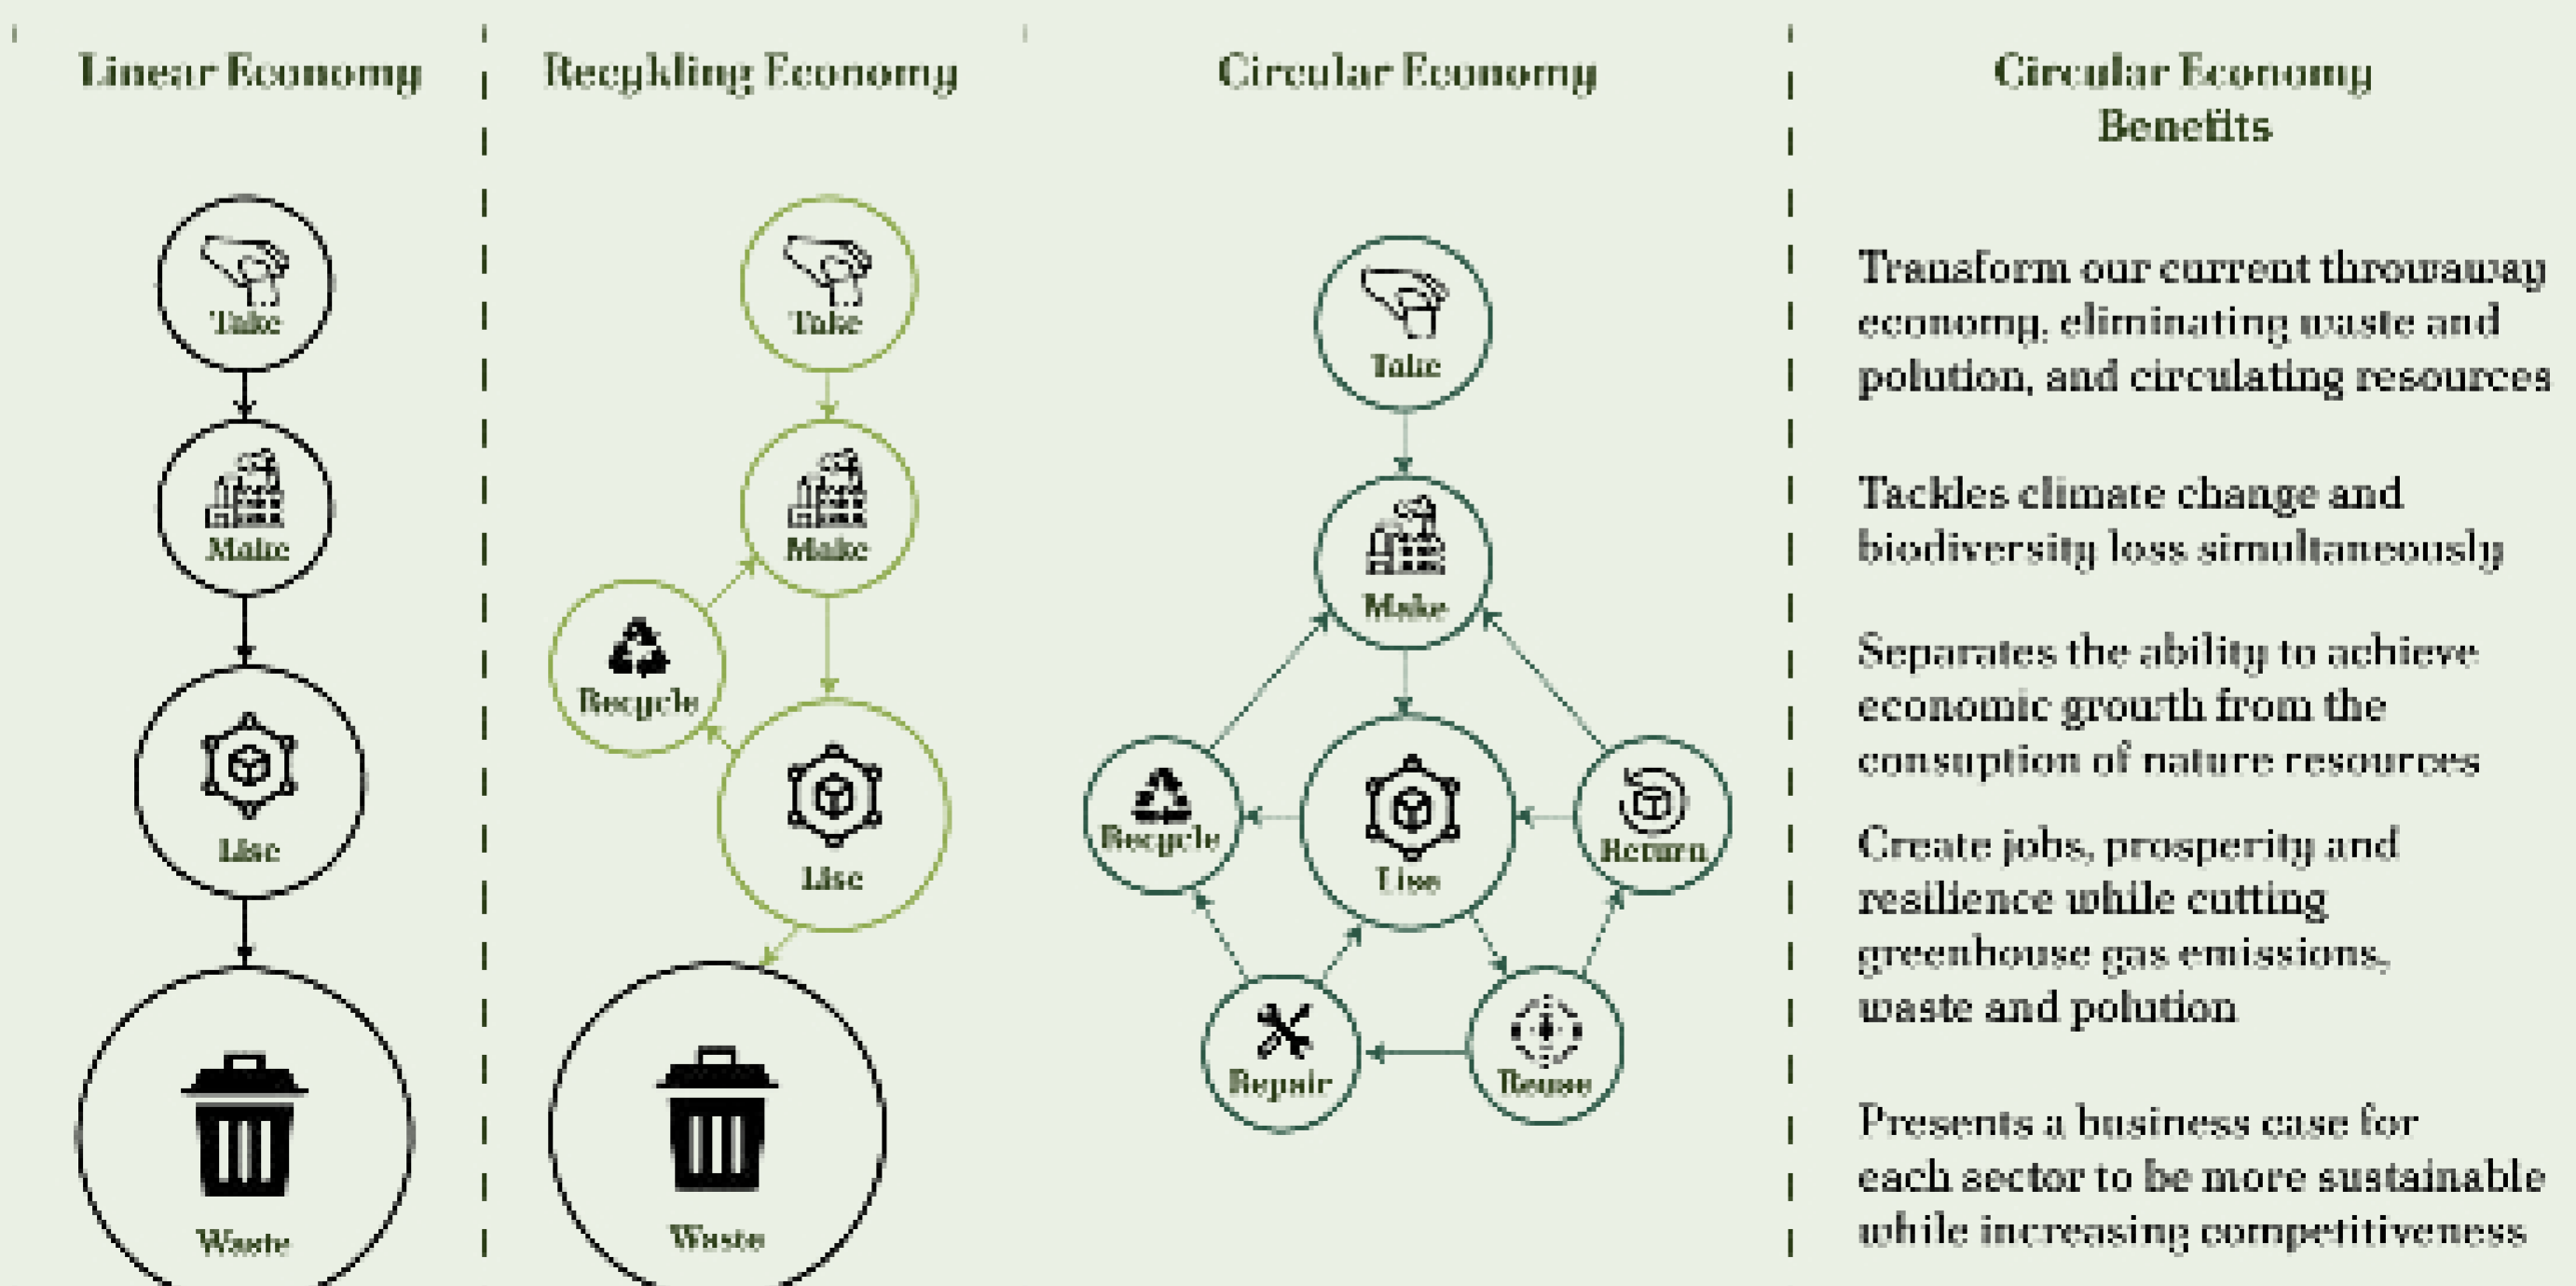 Linear Economy
Take
Make
Use
Waste
Recykling Economy
Take
Make
Recycle
Use
Waste
Circular Economy
Take
Make
Recycle
Use
Return
Repair
Reuse
Circular Economy
Benefits
Transform our current throwaway
economy, eliminating waste and
polution, and circulating resources
Tackles climate change and
biodiversity loss simultaneously
Separates the ability to achieve
economic growth from the
consuption of nature resources
Create jobs, prosperity and
resilience while cutting
greenhouse gas emissions,
waste and polution
Presents a business case for
each sector to be more sustainable
while increasing competitiveness